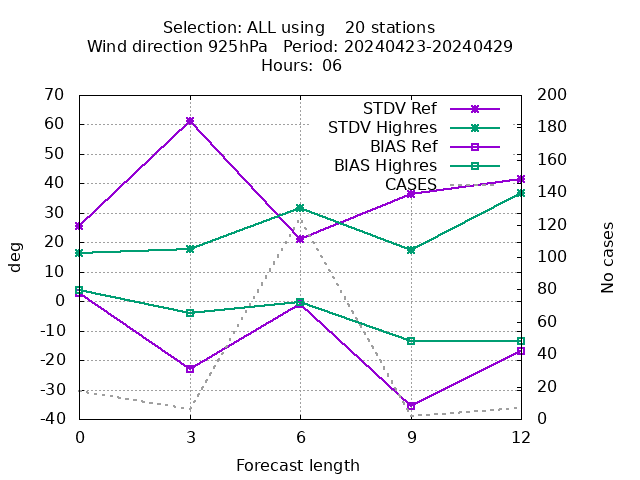 Selection: ALL using    20 stations
Wind direction 925hPa   Period: 20240423-20240429
Hours: 06
STDV Ref
STDV Highres
BIAS Ref
BIAS Highres
CASES
70
60
50
40
30
20
10
0
-10
-20
-30
-40
200
180
160
140
120
100
80
60
40
20
0
deg
No cases
0 3 6 9 12
Forecast length